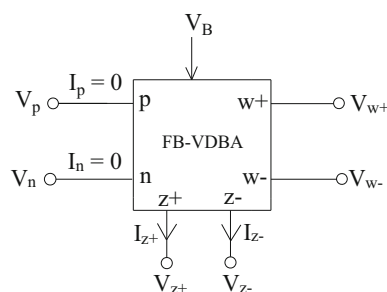 V_B
I_p = 0
V_p
p
w+
V_w+
FB-VDBA
I_n = 0
V_n
n
w-
V_w-
z+
z-
I_z+
I_z-
V_z+
V_z-